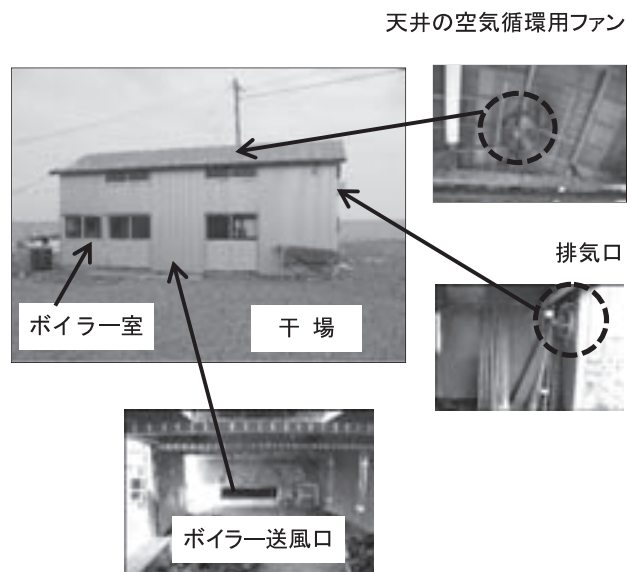 天井の空気循環用ファン
排気口
ボイラー室
干 場
ボイラー送風口